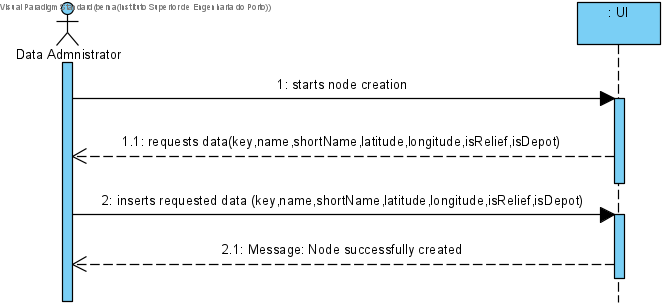 Visual Paradigm Standard(bema(Instituto Superior de Engenharia do Porto))
: UI
Data Admnistrator
1: starts node creation
1.1: requests data(key,name,shortName,latitude,longitude,isRelief,isDepot)
2: inserts requested data (key,name,shortName,latitude,longitude,isRelief,isDepot)
2.1: Message: Node successfully created